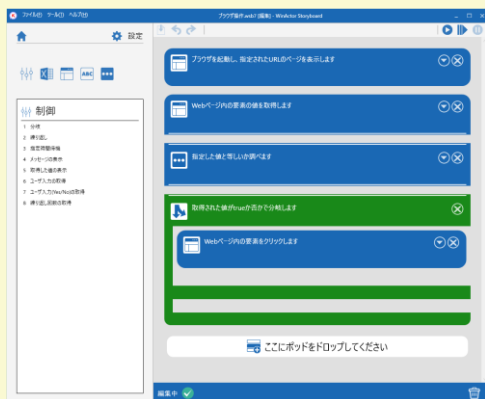 ファイル(F) ツール(T) ヘルプ(H)
ブラウザ操作.wab7 [編集] - WinActor Storyboard
設定
ABC
制御
1 分岐
2 繰り返し
3 指定時間待機
4 メッセージの表示
5 取得した値の表示
6 ユーザ入力の取得
7 ユーザ入力(Yes/No)の取得
8 繰り返し回数の取得
ブラウザを起動し、指定されたURLのページを表示します
Webページ内の要素の値を取得します
指定した値と等しいか調べます
取得された値がtrueか否かで分岐します
Webページ内の要素をクリックします
ここにポッドをドロップしてください
編集中